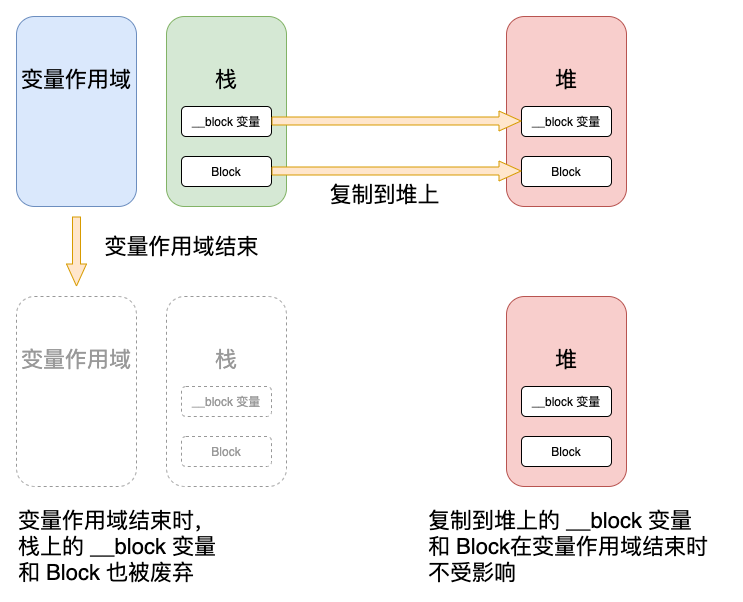 变量作用域
栈
堆
__block 变量
__block 变量
Block
Block
复制到堆上
变量作用域结束
变量作用域
栈
堆
__block 变量
__block 变量
Block
Block
变量作用域结束时，
栈上的 __block 变量
和 Block 也被废弃
复制到堆上的 __block 变量
和 Block在变量作用域结束时
不受影响